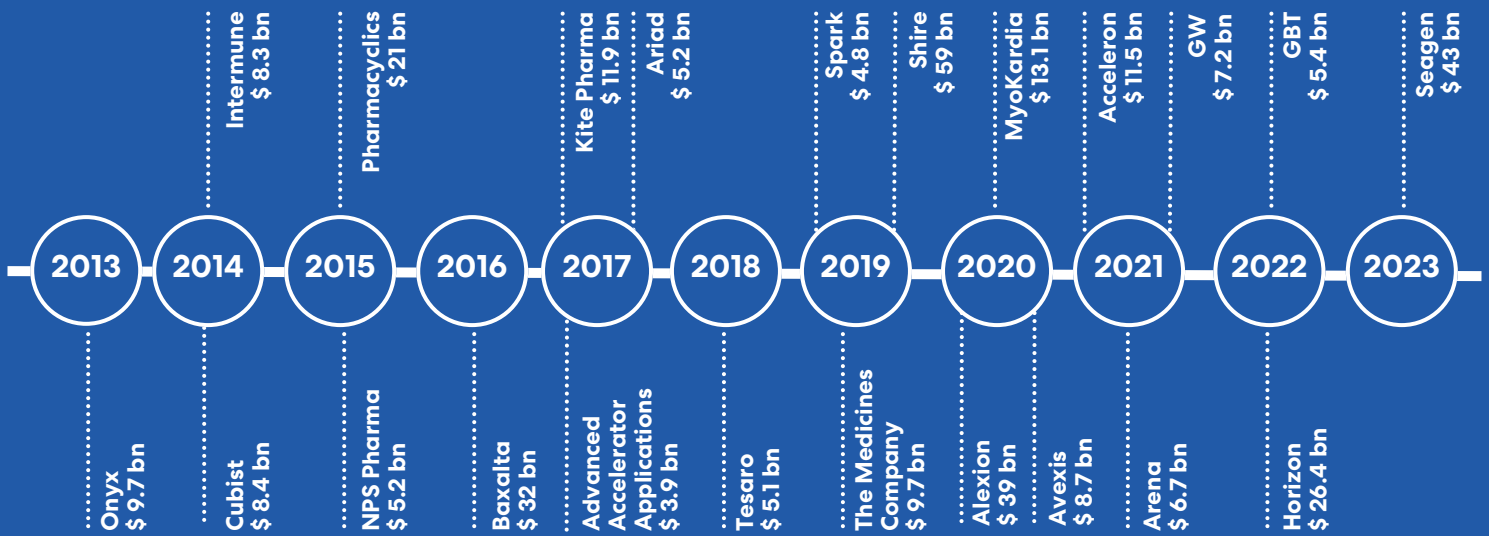 Intermune
$ 8.3 bn
Pharmacyclics
$ 21 bn
Kite Pharma
$ 11.9 bn
Ariad
$ 5.2 bn
Spark
$ 4.8 bn
Shire
$ 59 bn
MyoKardia
$ 13.1 bn
Acceleron
$ 11.5 bn
GW
$ 7.2 bn
GBT
$ 5.4 bn
Seagen
$ 43 bn
2013
2014
2015
2016
2017
2018
2019
2020
2021
2022
2023
Onyx
$ 9.7 bn
Cubist
$ 8.4 bn
NPS Pharma
$ 5.2 bn
Baxalta
$ 32 bn
Advanced
Accelerator
Applications
$ 3.9 bn
Tesaro
$ 5.1 bn
The Medicines
Company
$ 9.7 bn
Alexion
$ 39 bn
Avexis
$ 8.7 bn
Arena
$ 6.7 bn
Horizon
$ 26.4 bn